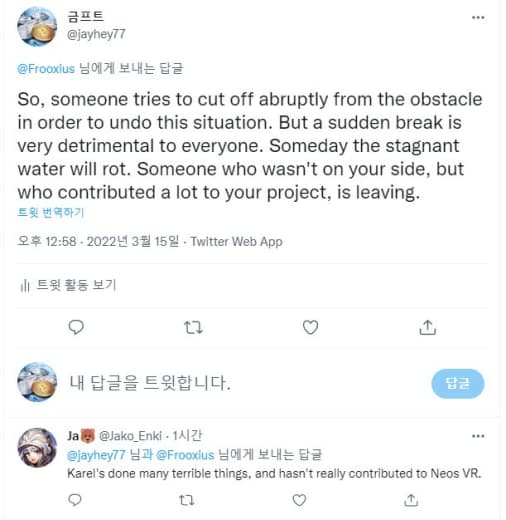 금프트
@jayhey77
@Frooxius 님에게 보내는 답글
So, someone tries to cut off abruptly from the obstacle
in order to undo this situation. But a sudden break is
very detrimental to everyone. Someday the stagnant
water will rot. Someone who wasn't on your side, but
who contributed a lot to your project, is leaving.
트윗 번역하기
오후 12:58 · 2022년 3월 15일 · Twitter Web App
트윗 활동 보기
내 답글을 트윗합니다.
답글
Ja @Jako_Enki · 1시간
@jayhey77 님과 @Frooxius 님에게 보내는 답글
Karel's done many terrible things, and hasn't really contributed to Neos VR.